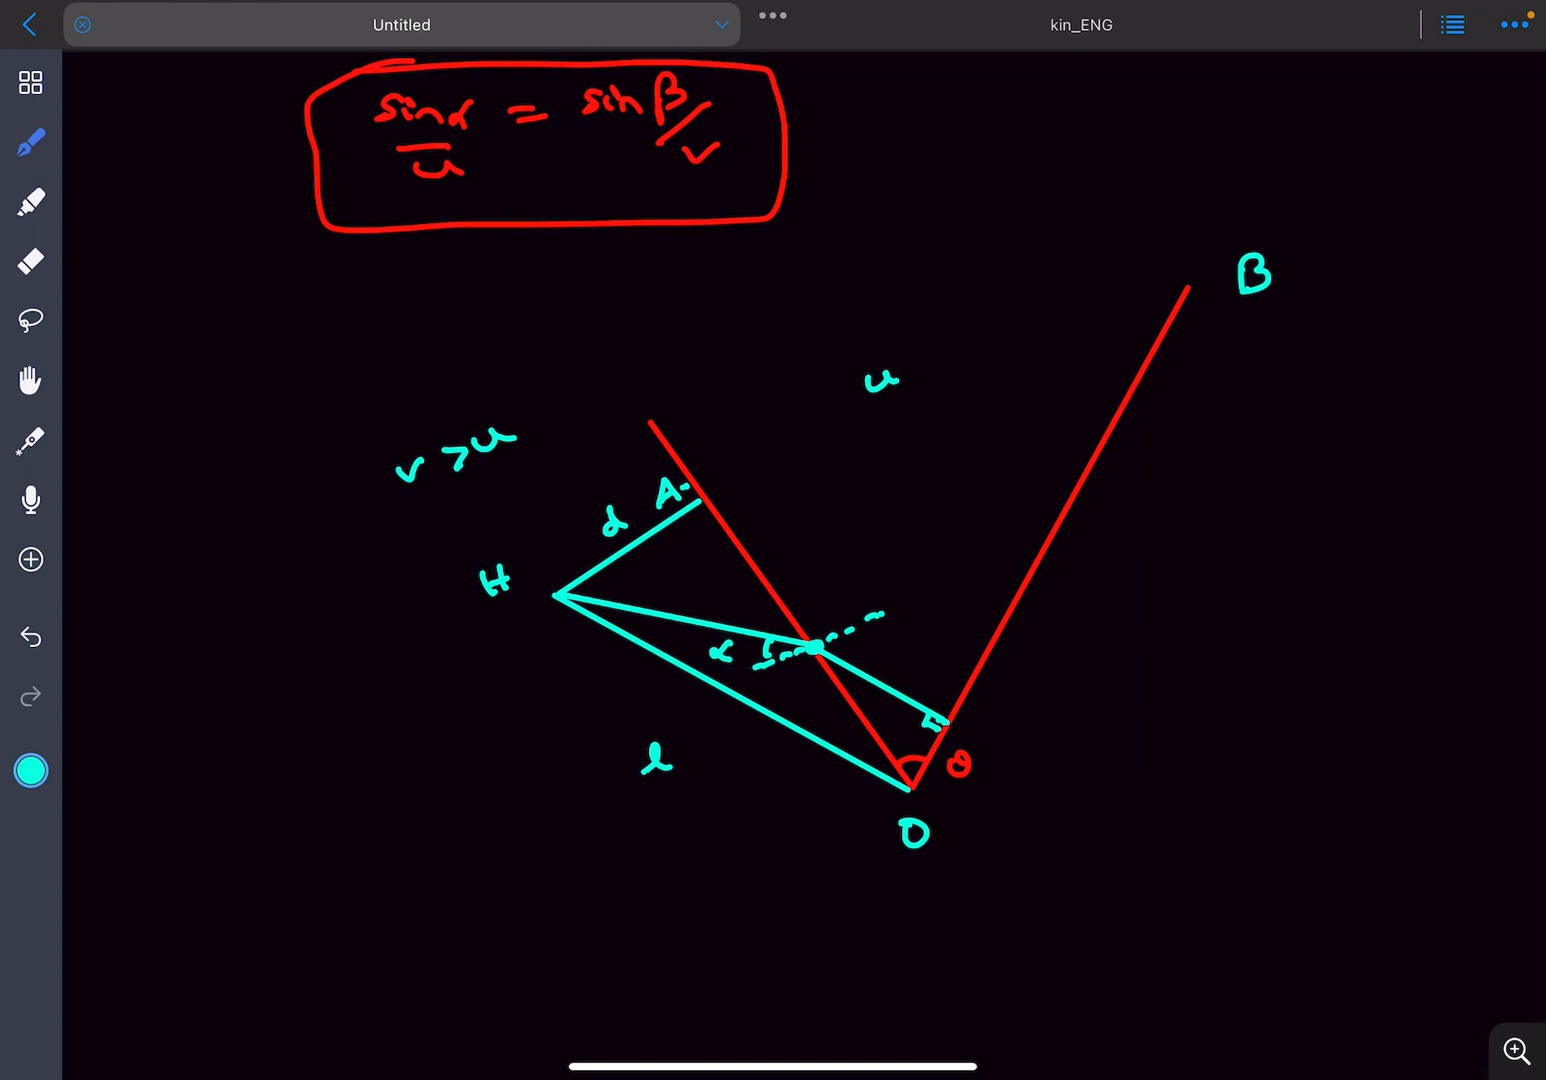 Untitled
kin_ENG
sinα/u = sinβ/v
B
u
v > u
A
d
H
α
l
θ
O